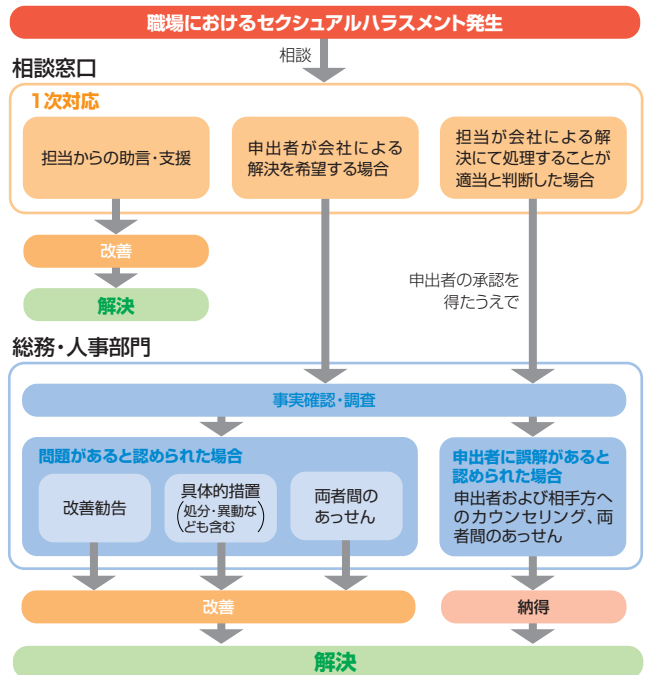 職場におけるセクシュアルハラスメント発生
相談
相談窓口
1次対応
担当からの助言・支援
申出者が会社による
解決を希望する場合
担当が会社による解
決にて処理することが
適当と判断した場合
改善
解決
申出者の承認を
得たうえで
総務・人事部門
事実確認・調査
問題があると認められた場合
改善勧告
具体的措置
(処分・異動な
ども含む)
両者間の
あっせん
申出者に誤解があると
認められた場合
申出者および相手方へ
のカウンセリング、両
者間のあっせん
改善
納得
解決